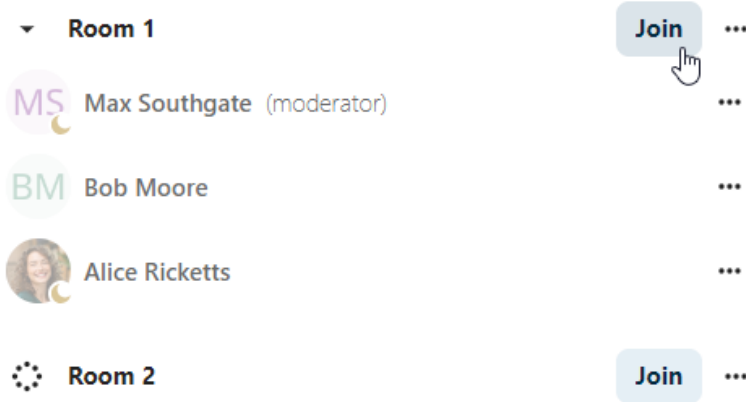 Room 1 Join
MS Max Southgate (moderator)
BM Bob Moore
Alice Ricketts
Room 2 Join